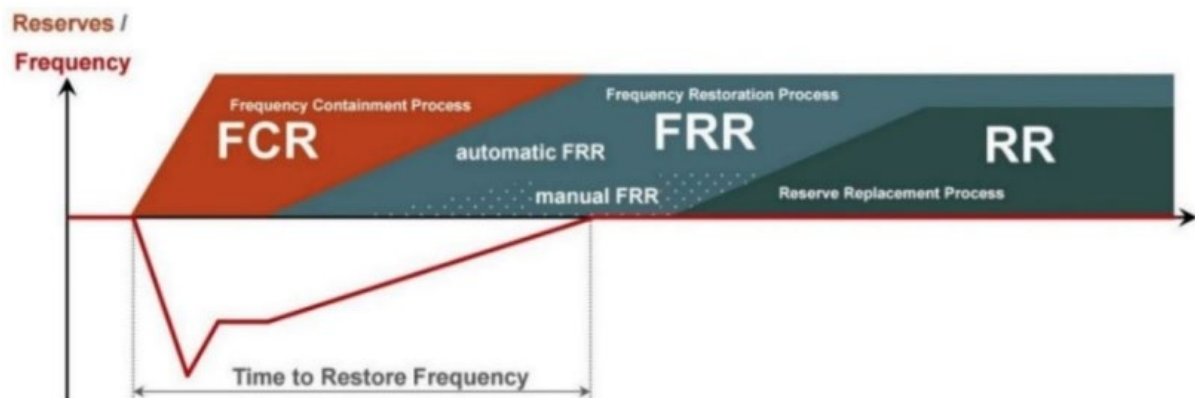 Reserves /
Frequency
Frequency Containment Process
FCR
Frequency Restoration Process
FRR
automatic FRR
manual FRR
RR
Reserve Replacement Process
Time to Restore Frequency